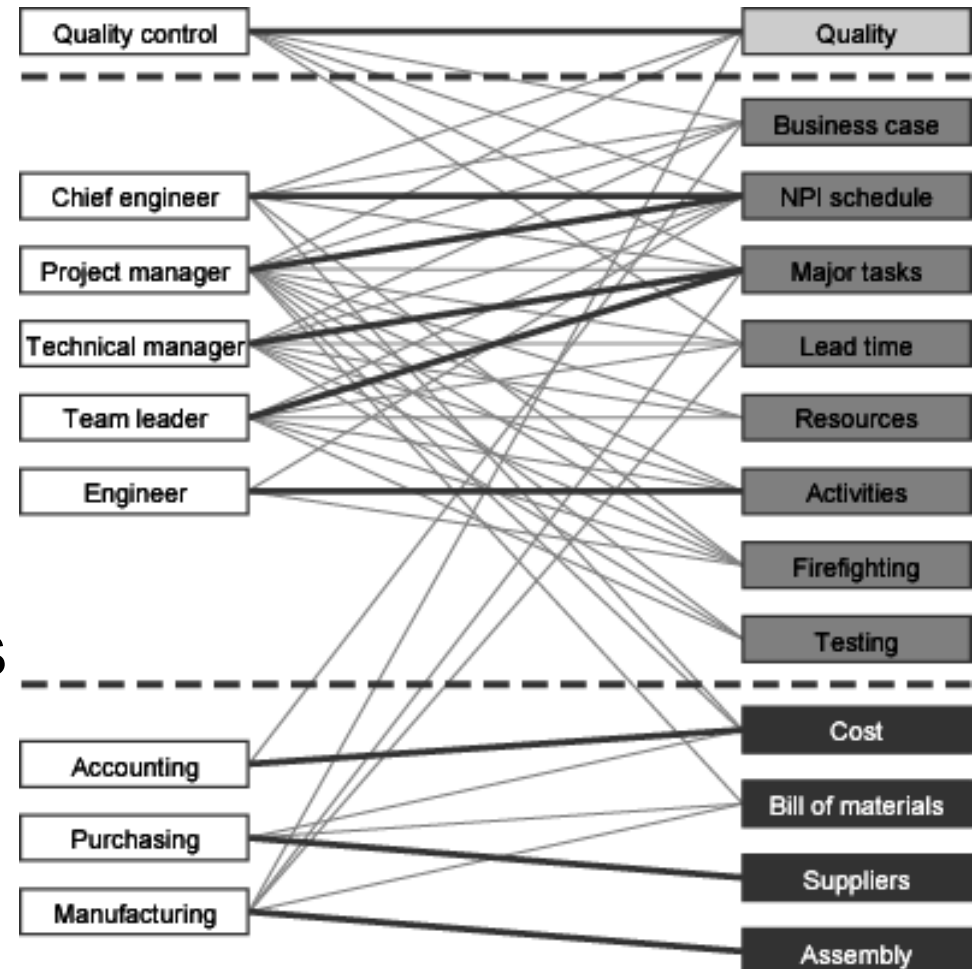 Quality control
Quality
Business case
Chief engineer
NPI schedule
Project manager
Major tasks
Technical manager
Lead time
Team leader
Resources
Engineer
Activities
Firefighting
Testing
s
Cost
Accounting
Bill of materials
Purchasing
Suppliers
Manufacturing
Assembly